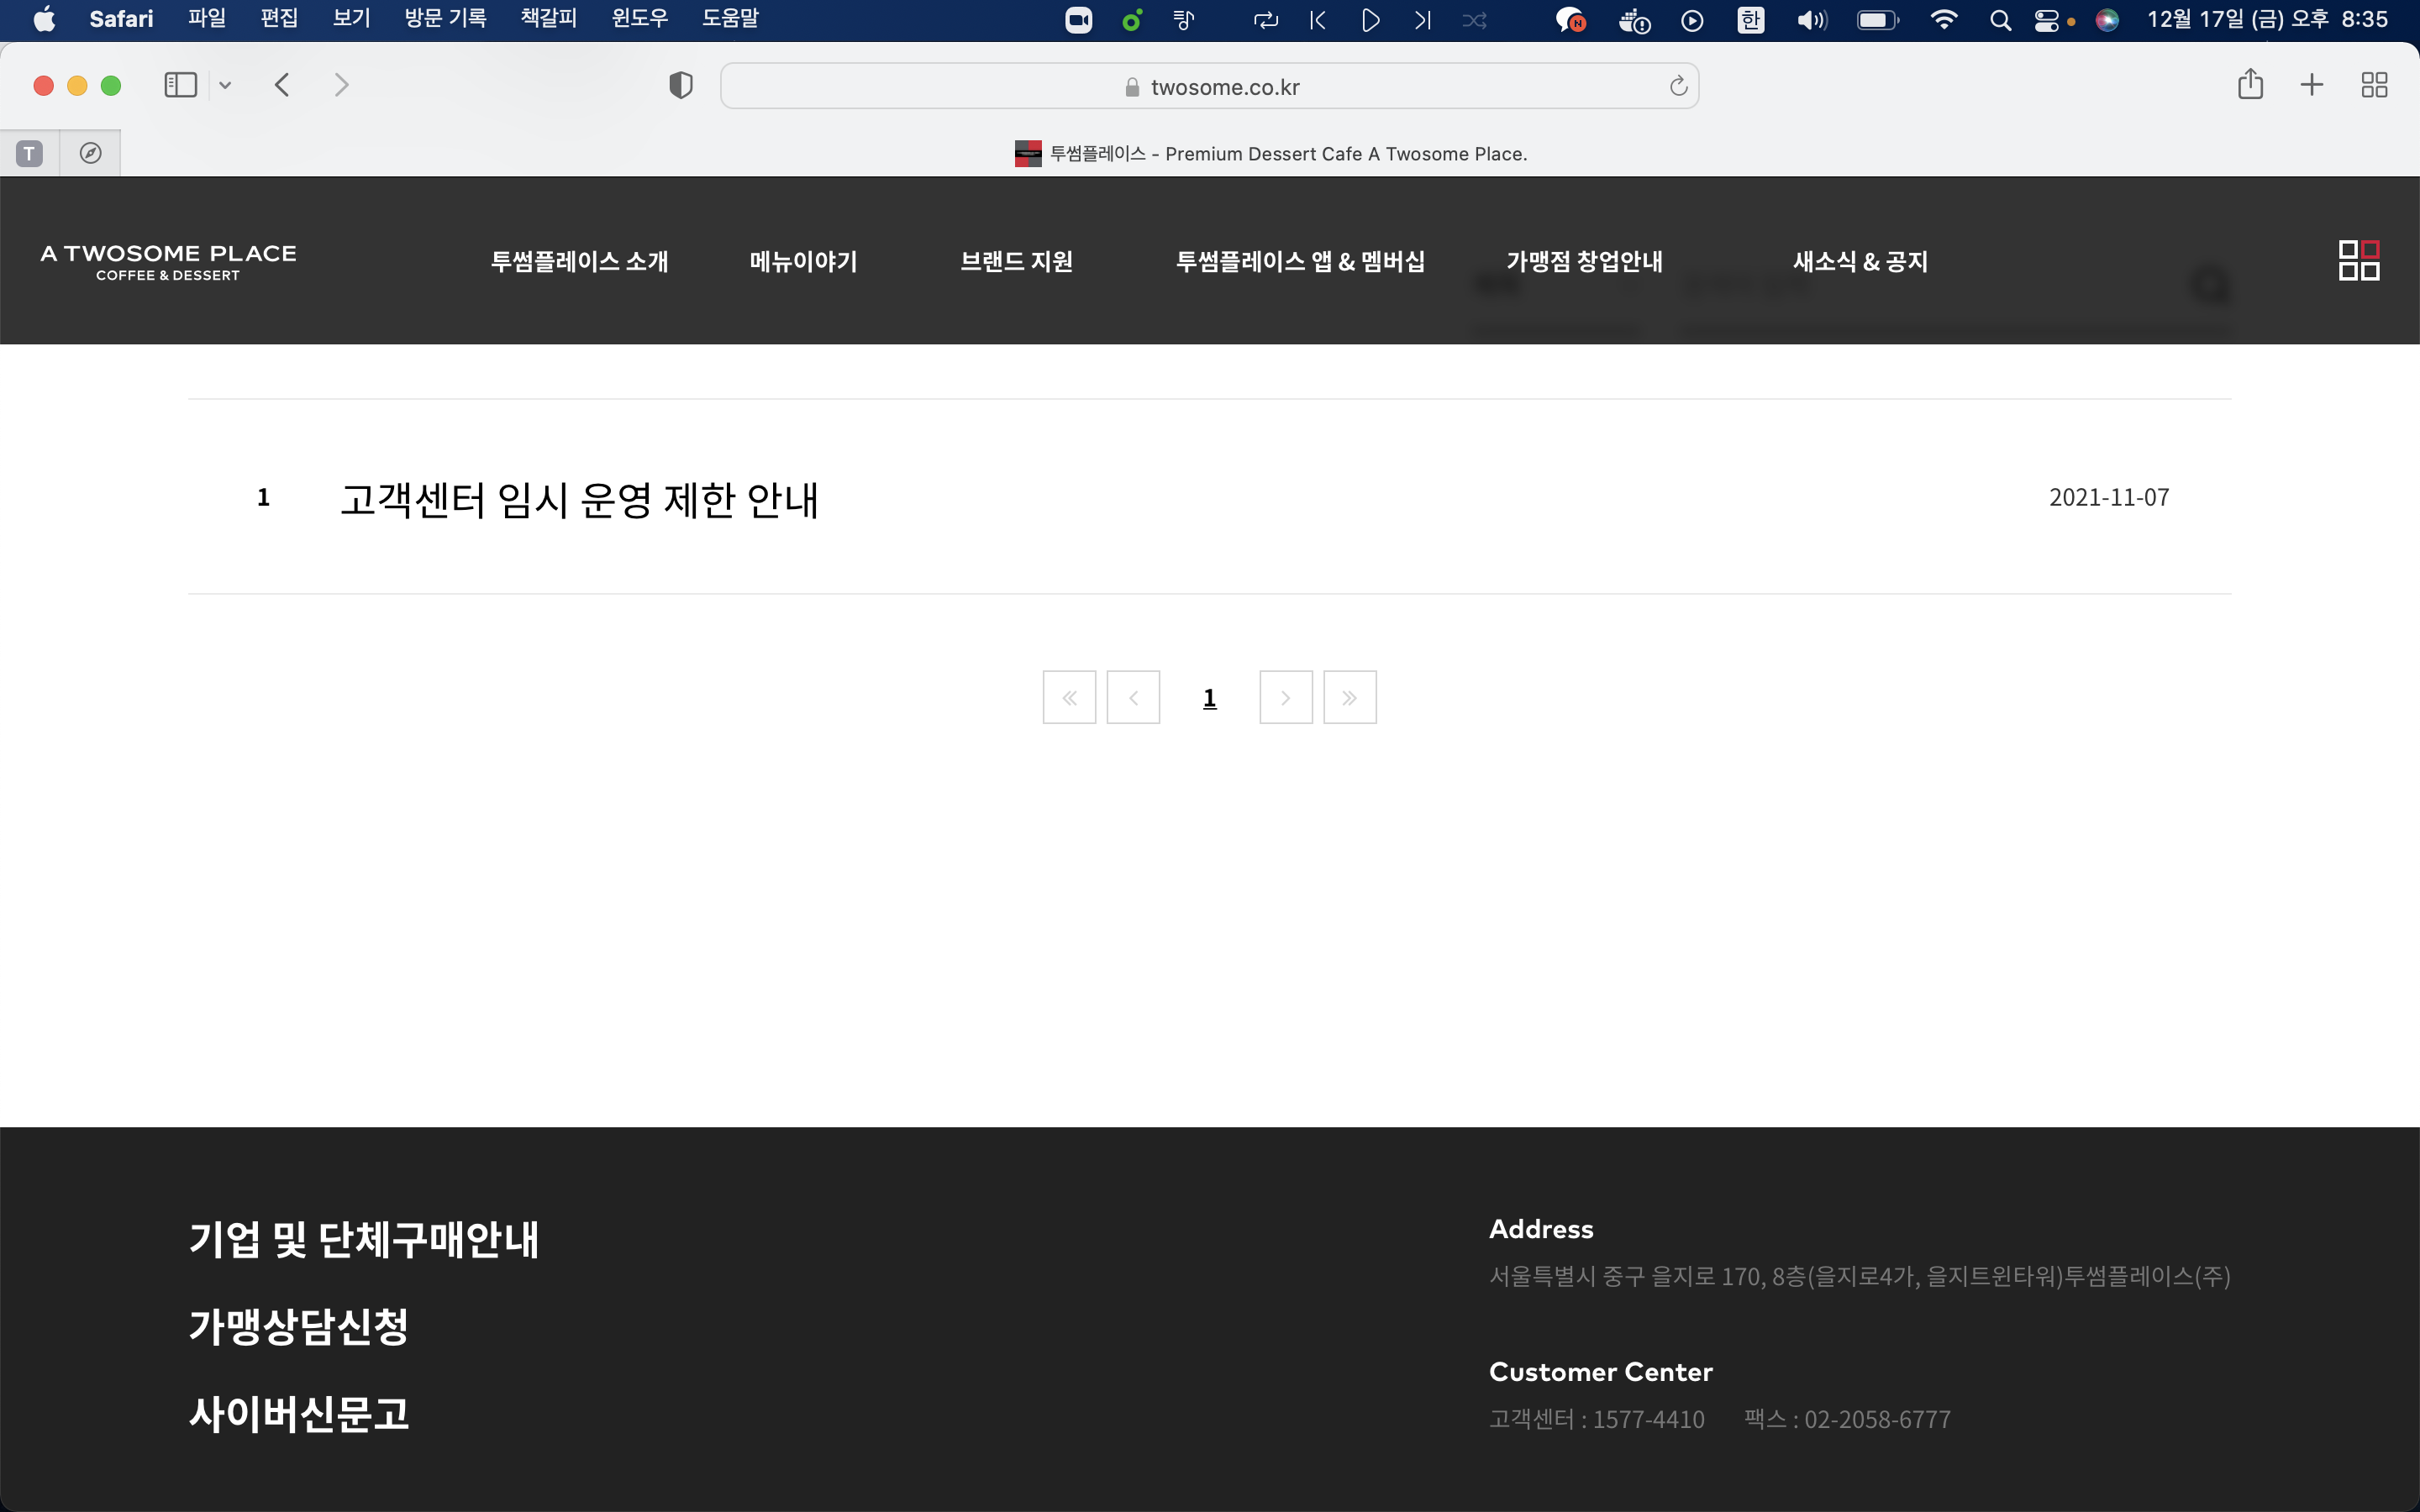 Safari 파일 편집 보기 방문 기록 책갈피 윈도우 도움말 한 12월 17일 (금) 오후 8:35
twosome.co.kr
T 투썸플레이스 - Premium Dessert Cafe A Twosome Place.
A TWOSOME PLACE
COFFEE & DESSERT
투썸플레이스 소개 메뉴이야기 브랜드 지원 투썸플레이스 앱 & 멤버십 가맹점 창업안내 새소식 & 공지
1 고객센터 임시 운영 제한 안내 2021-11-07
1
기업 및 단체구매안내
가맹상담신청
사이버신문고
Address
서울특별시 중구 을지로 170, 8층(을지로4가, 을지트윈타워)투썸플레이스(주)
Customer Center
고객센터 : 1577-4410 팩스 : 02-2058-6777